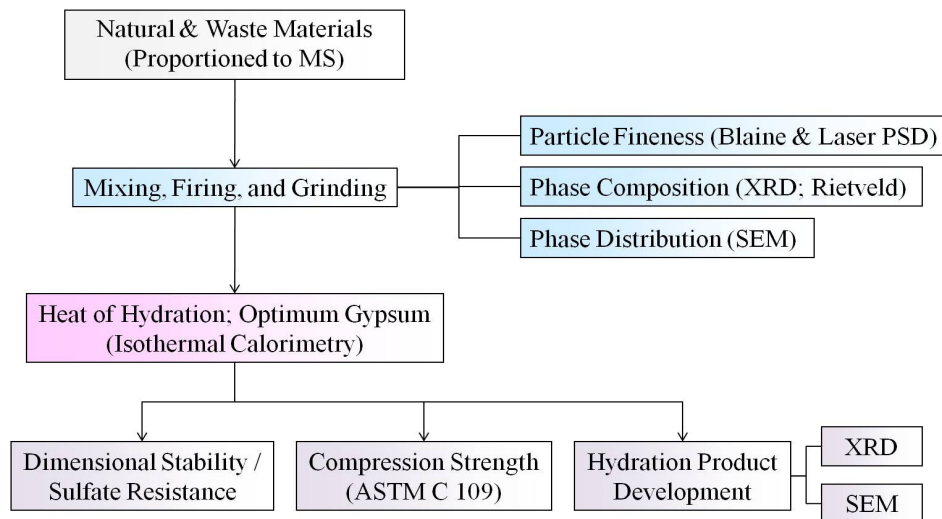 Natural & Waste Materials
(Proportioned to MS)
Particle Fineness (Blaine & Laser PSD)
Mixing, Firing, and Grinding
Phase Composition (XRD; Rietveld)
Phase Distribution (SEM)
Heat of Hydration; Optimum Gypsum
(Isothermal Calorimetry)
Dimensional Stability /
Sulfate Resistance
Compression Strength
(ASTM C 109)
Hydration Product
Development
XRD
SEM